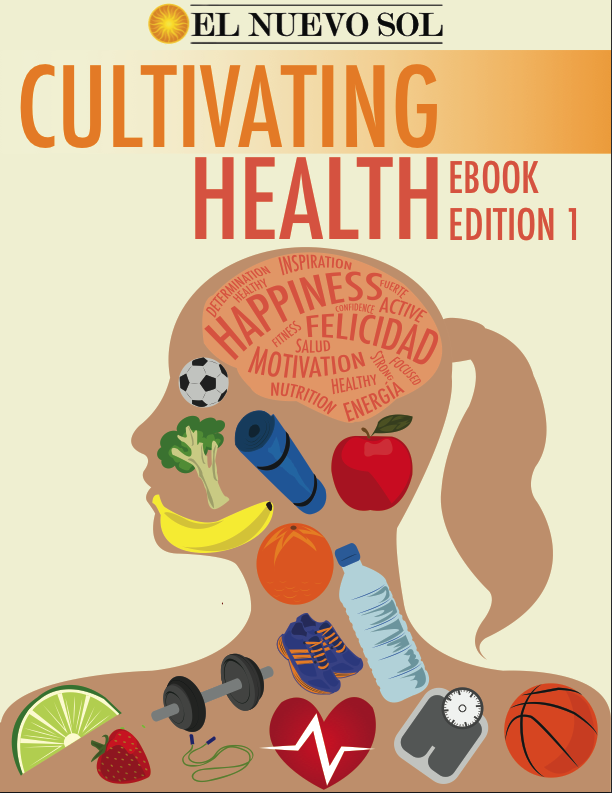 EL NUEVO SOL
CULTIVATING
HEALTH
EBOOK
EDITION 1
DETERMINATION
INSPIRATION
HEALTHY
HAPPINESS
FUERTE
CONFIDENCE
ACTIVE
FITNESS
FELICIDAD
SALUD
MOTIVATION
STRONG
FOCUSED
HEALTHY
NUTRITION
ENERGÍA